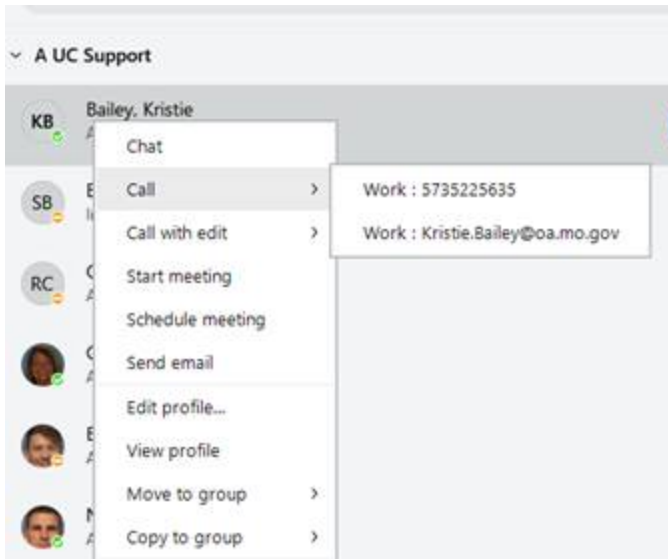 A UC Support
KB
Bailey, Kristie
A
Chat
Call
Work : 5735225635
Work : Kristie.Bailey@oa.mo.gov
SB
Call with edit
RC
Start meeting
Schedule meeting
Send email
Edit profile...
View profile
Move to group
Copy to group